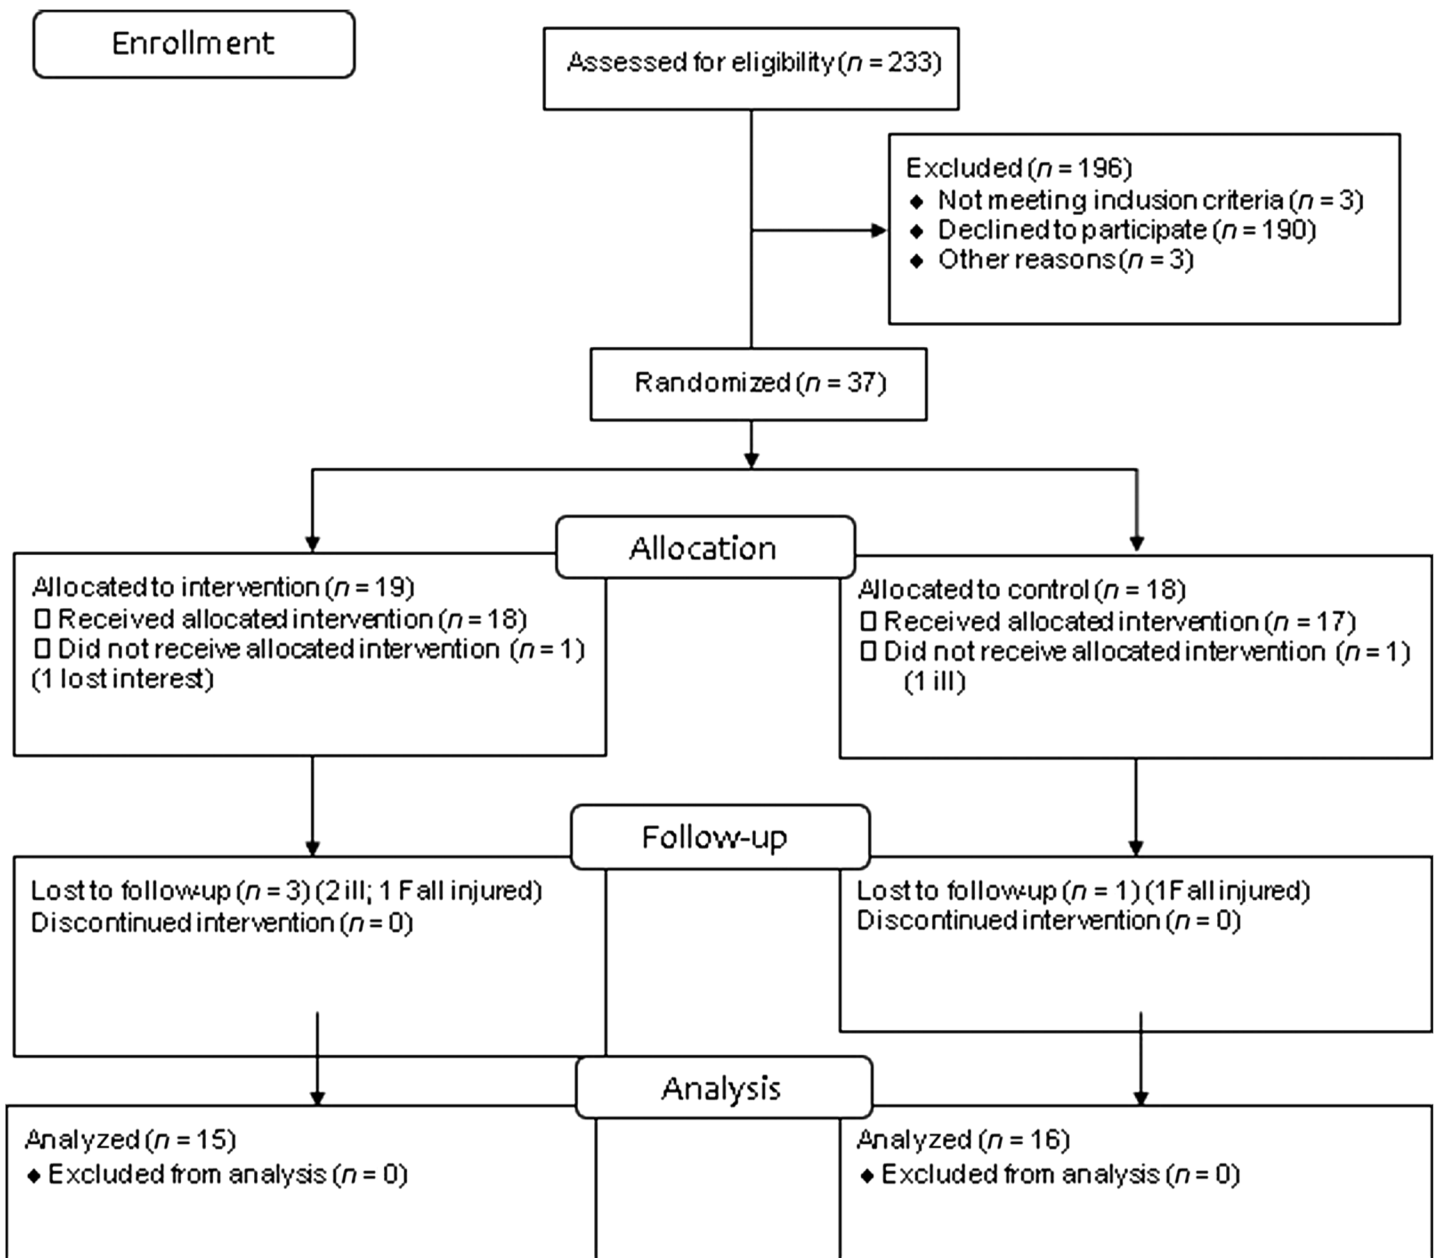 Enrollment
Assessed for eligibility (n = 233)
Excluded (n = 196)
◆ Not meeting inclusion criteria (n = 3)
◆ Declined to participate (n = 190)
◆ Other reasons (n = 3)
Randomized (n = 37)
Allocation
Allocated to intervention (n = 19)
▯ Received allocated intervention (n = 18)
▯ Did not receive allocated intervention (n = 1)
(1 lost interest)
Allocated to control (n = 18)
▯ Received allocated intervention (n = 17)
▯ Did not receive allocated intervention (n = 1)
(1 ill)
Follow-up
Lost to follow-up (n = 3) (2 ill; 1 Fall injured)
Discontinued intervention (n = 0)
Lost to follow-up (n = 1) (1Fall injured)
Discontinued intervention (n = 0)
Analysis
Analyzed (n = 15)
◆ Excluded from analysis (n = 0)
Analyzed (n = 16)
◆ Excluded from analysis (n = 0)